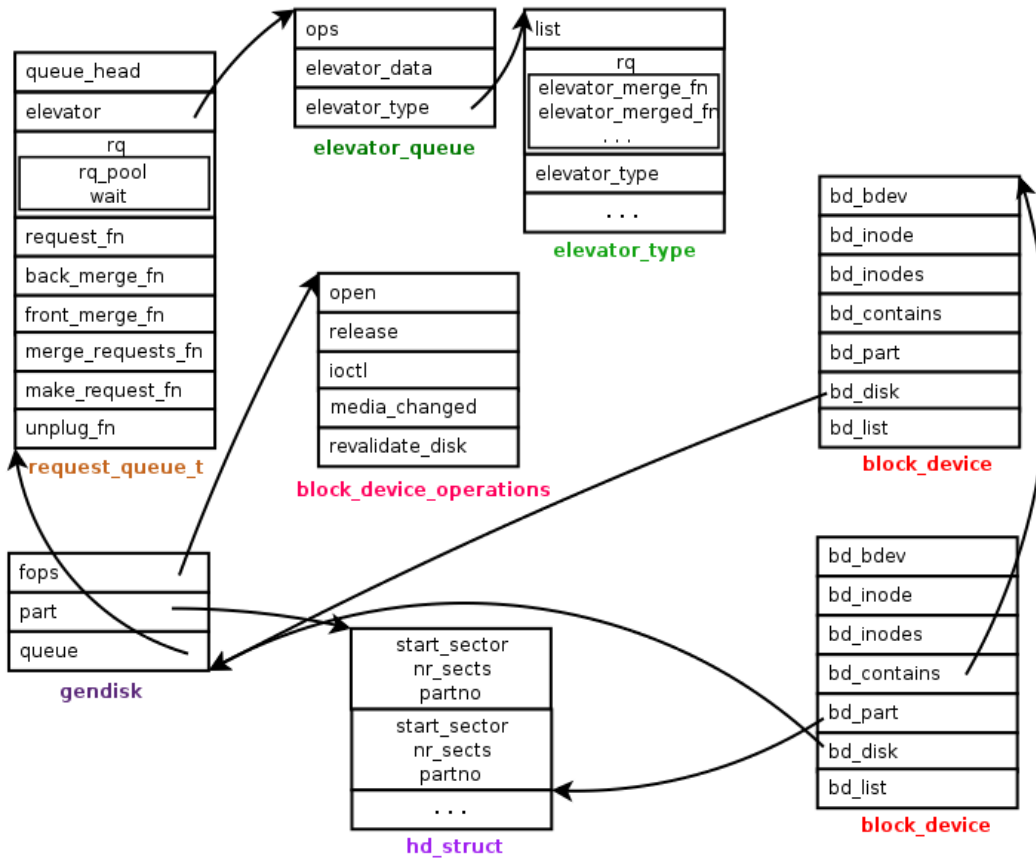 queue_head
elevator
rq
rq_pool
wait
request_fn
back_merge_fn
front_merge_fn
merge_requests_fn
make_request_fn
unplug_fn
request_queue_t
ops
elevator_data
elevator_type
elevator_queue
list
rq
elevator_merge_fn
elevator_merged_fn
. . .
elevator_type
. . .
elevator_type
open
release
ioctl
media_changed
revalidate_disk
block_device_operations
bd_bdev
bd_inode
bd_inodes
bd_contains
bd_part
bd_disk
bd_list
block_device
fops
part
queue
gendisk
start_sector
nr_sects
partno
start_sector
nr_sects
partno
. . .
hd_struct
bd_bdev
bd_inode
bd_inodes
bd_contains
bd_part
bd_disk
bd_list
block_device